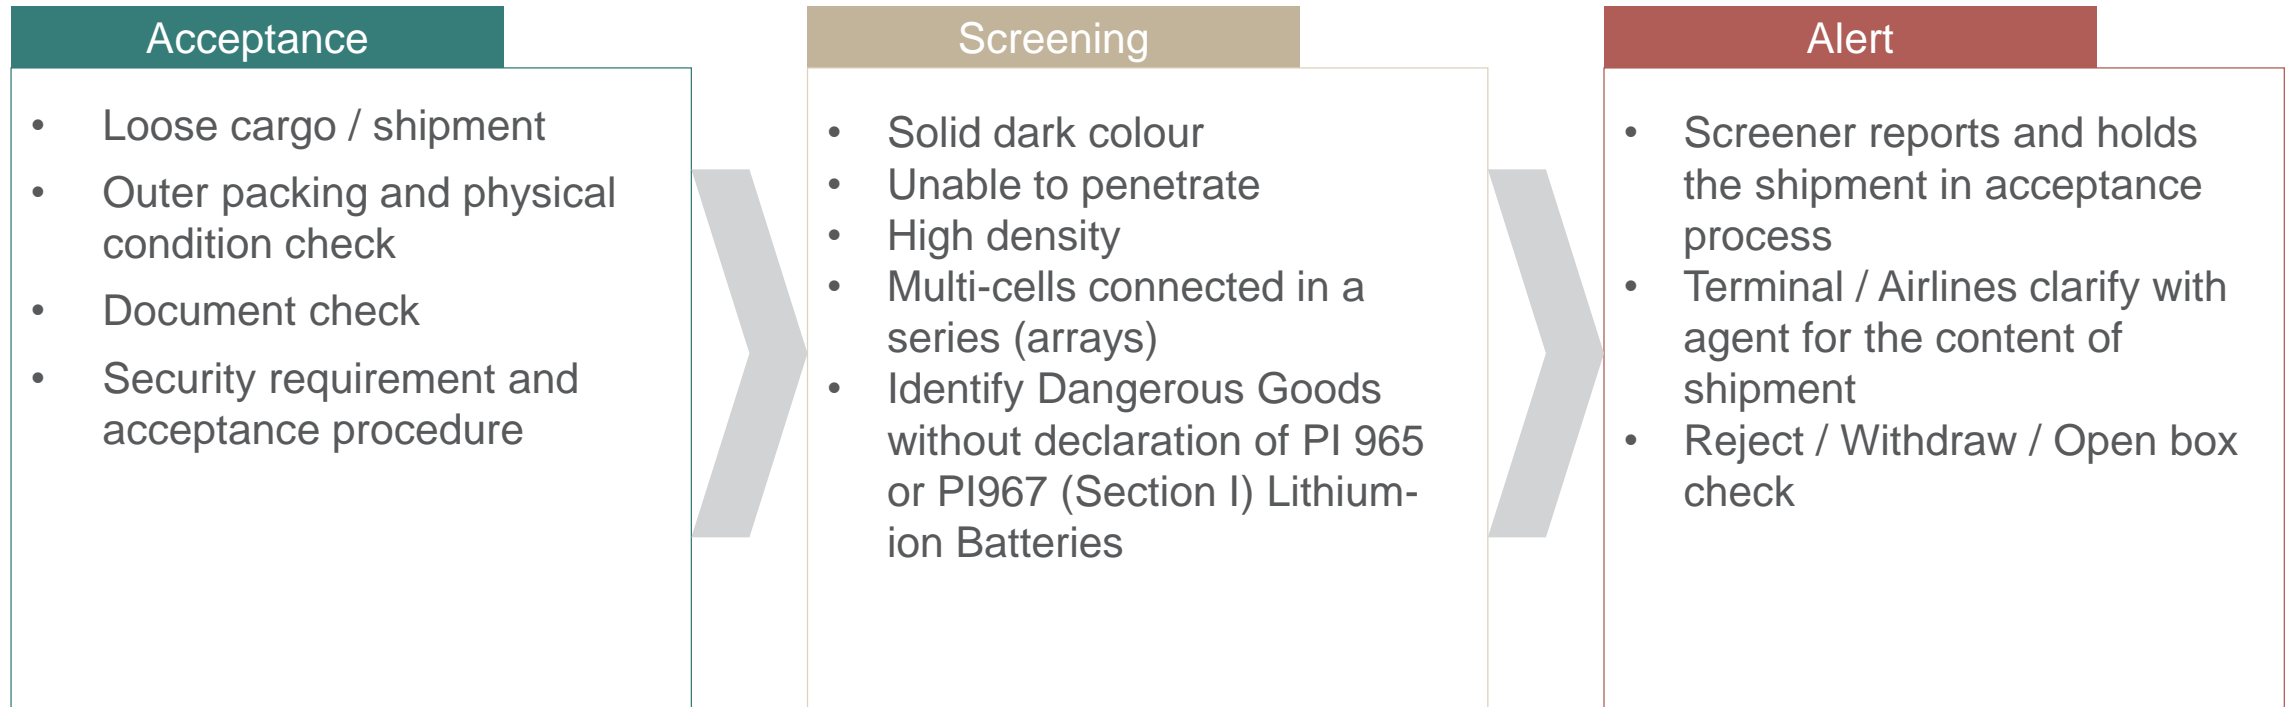 Acceptance
• Loose cargo / shipment
• Outer packing and physical
condition check
• Document check
• Security requirement and
acceptance procedure
Screening
• Solid dark colour
• Unable to penetrate
• High density
• Multi-cells connected in a
series (arrays)
• Identify Dangerous Goods
without declaration of PI 965
or PI967 (Section I) Lithium-
ion Batteries
Alert
• Screener reports and holds
the shipment in acceptance
process
• Terminal / Airlines clarify with
agent for the content of
shipment
• Reject / Withdraw / Open box
check